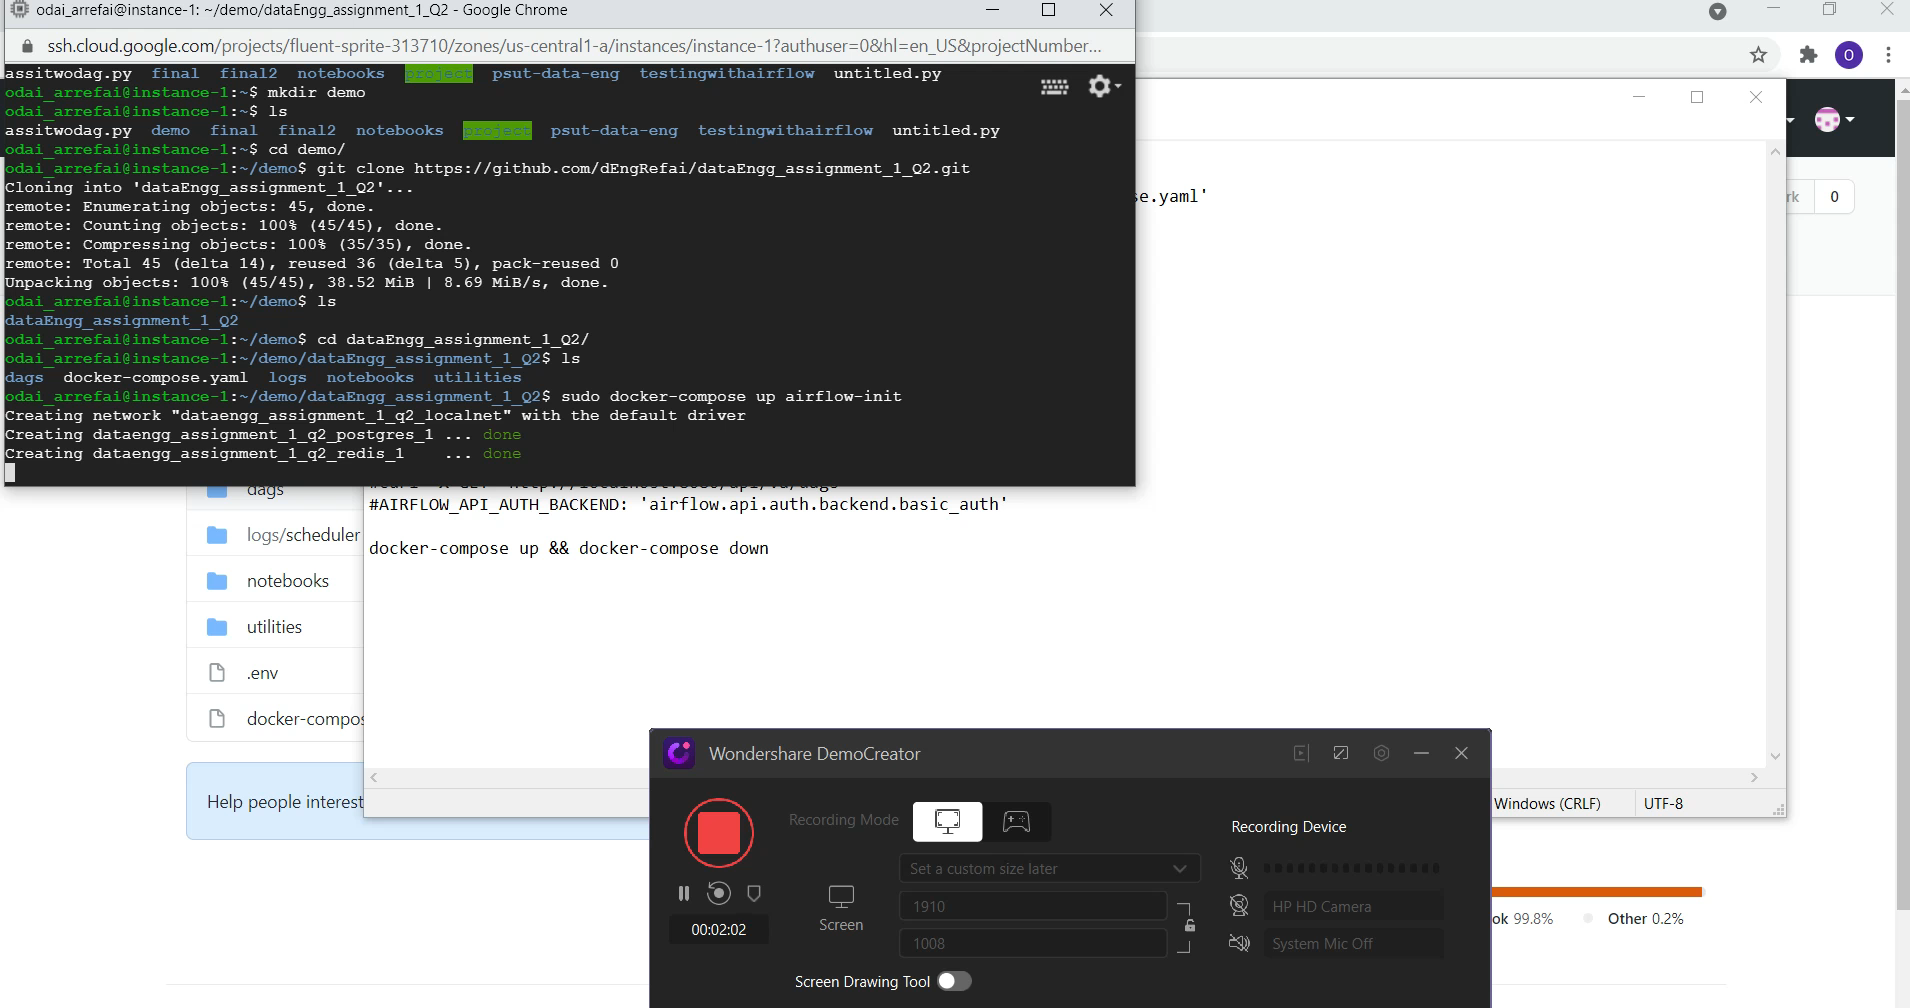 odai_arrefai@instance-1: ~/demo/dataEngg_assignment_1_Q2 - Google Chrome
ssh.cloud.google.com/projects/fluent-sprite-313710/zones/us-central1-a/instances/instance-1?authuser=0&hl=en_US&projectNumber...
assitwodag.py final final2 notebooks project psut-data-eng testingwithairflow untitled.py
odai_arrefai@instance-1:~$ mkdir demo
odai_arrefai@instance-1:~$ ls
assitwodag.py demo final final2 notebooks project psut-data-eng testingwithairflow untitled.py
odai_arrefai@instance-1:~$ cd demo/
odai_arrefai@instance-1:~/demo$ git clone https://github.com/dEngRefai/dataEngg_assignment_1_Q2.git
Cloning into 'dataEngg_assignment_1_Q2'...
remote: Enumerating objects: 45, done.
remote: Counting objects: 100% (45/45), done.
remote: Compressing objects: 100% (35/35), done.
remote: Total 45 (delta 14), reused 36 (delta 5), pack-reused 0
Unpacking objects: 100% (45/45), 38.52 MiB | 8.69 MiB/s, done.
odai_arrefai@instance-1:~/demo$ ls
dataEngg_assignment_1_Q2
odai_arrefai@instance-1:~/demo$ cd dataEngg_assignment_1_Q2/
odai_arrefai@instance-1:~/demo/dataEngg_assignment_1_Q2$ ls
dags docker-compose.yaml logs notebooks utilities
odai_arrefai@instance-1:~/demo/dataEngg_assignment_1_Q2$ sudo docker-compose up airflow-init
Creating network "dataengg_assignment_1_q2_localnet" with the default driver
Creating dataengg_assignment_1_q2_postgres_1 ... done
Creating dataengg_assignment_1_q2_redis_1 ... done
O
se.yaml'
rk 0
#AIRFLOW_API_AUTH_BACKEND: 'airflow.api.auth.backend.basic_auth'
docker-compose up && docker-compose down
dags
logs/scheduler
notebooks
utilities
.env
docker-compos
Help people interest
Windows (CRLF) UTF-8
Wondershare DemoCreator
Recording Mode
Set a custom size later
1910
1008
Screen
00:02:02
Screen Drawing Tool
Recording Device
HP HD Camera
System Mic Off
ok 99.8% Other 0.2%